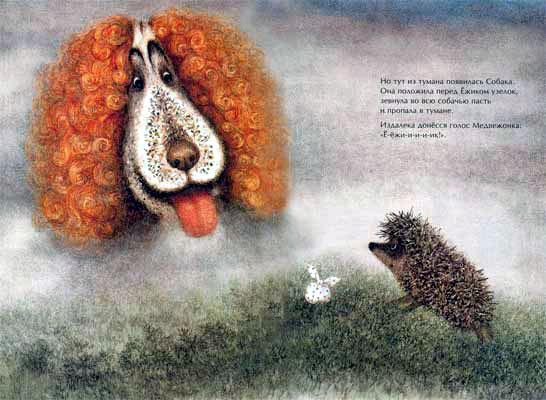 Но тут из тумана появилась Собака.
Она положила перед Ёжиком узелок,
зевнула во всю собачью пасть
и пропала в тумане.
Издалека донёсся голос Медвежонка:
«Ё-ёжи-и-и-и-ик!».